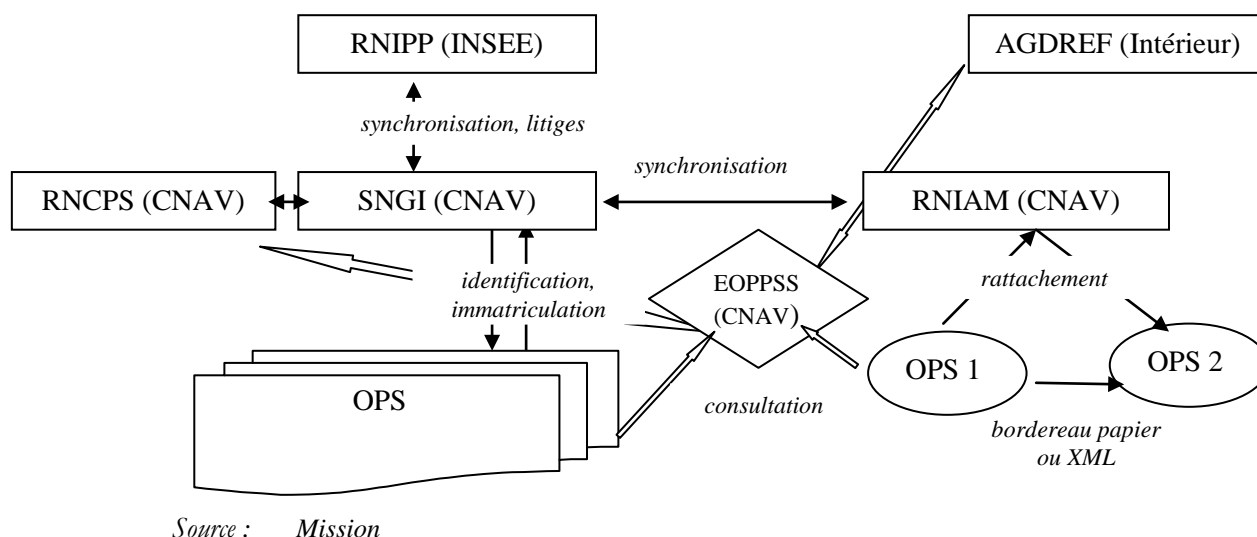 RNIPP (INSEE)
AGDREF (Intérieur)
synchronisation, litiges
synchronisation
RNCPS (CNAV)
SNGI (CNAV)
RNIAM (CNAV)
identification,
immatriculation
EOPPSS
(CNAV)
rattachement
OPS
OPS 1
OPS 2
consultation
bordereau papier
ou XML
Source : Mission